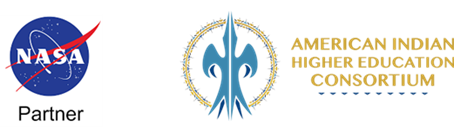 NASA
Partner
AMERICAN INDIAN
HIGHER EDUCATION
CONSORTIUM